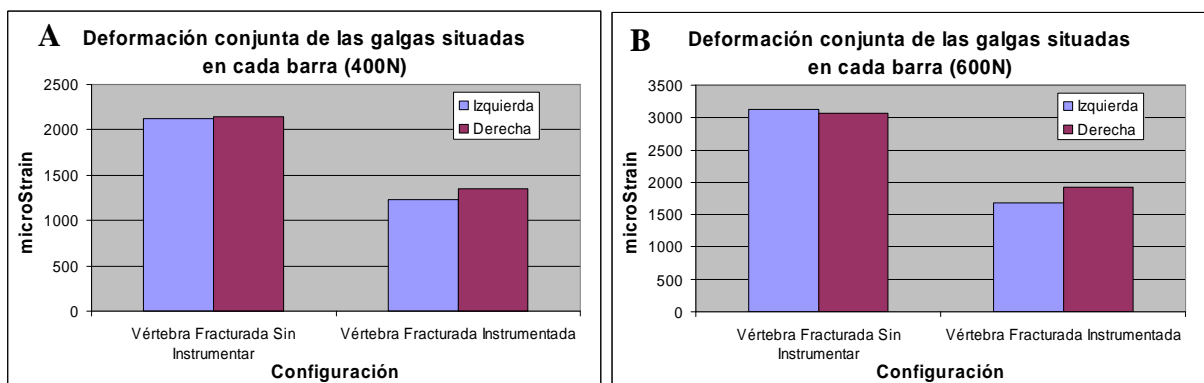 A
Deformación conjunta de las galgas situadas
en cada barra (400N)
2500
2000
1500
1000
500
0
microStrain
Izquierda
Derecha
Vértebra Fracturada Sin
Instrumentar
Vértebra Fracturada Instrumentada
Configuración
B
Deformación conjunta de las galgas situadas
en cada barra (600N)
3500
3000
2500
2000
1500
1000
500
0
microStrain
Izquierda
Derecha
Vértebra Fracturada Sin
Instrumentar
Vértebra Fracturada Instrumentada
Configuración